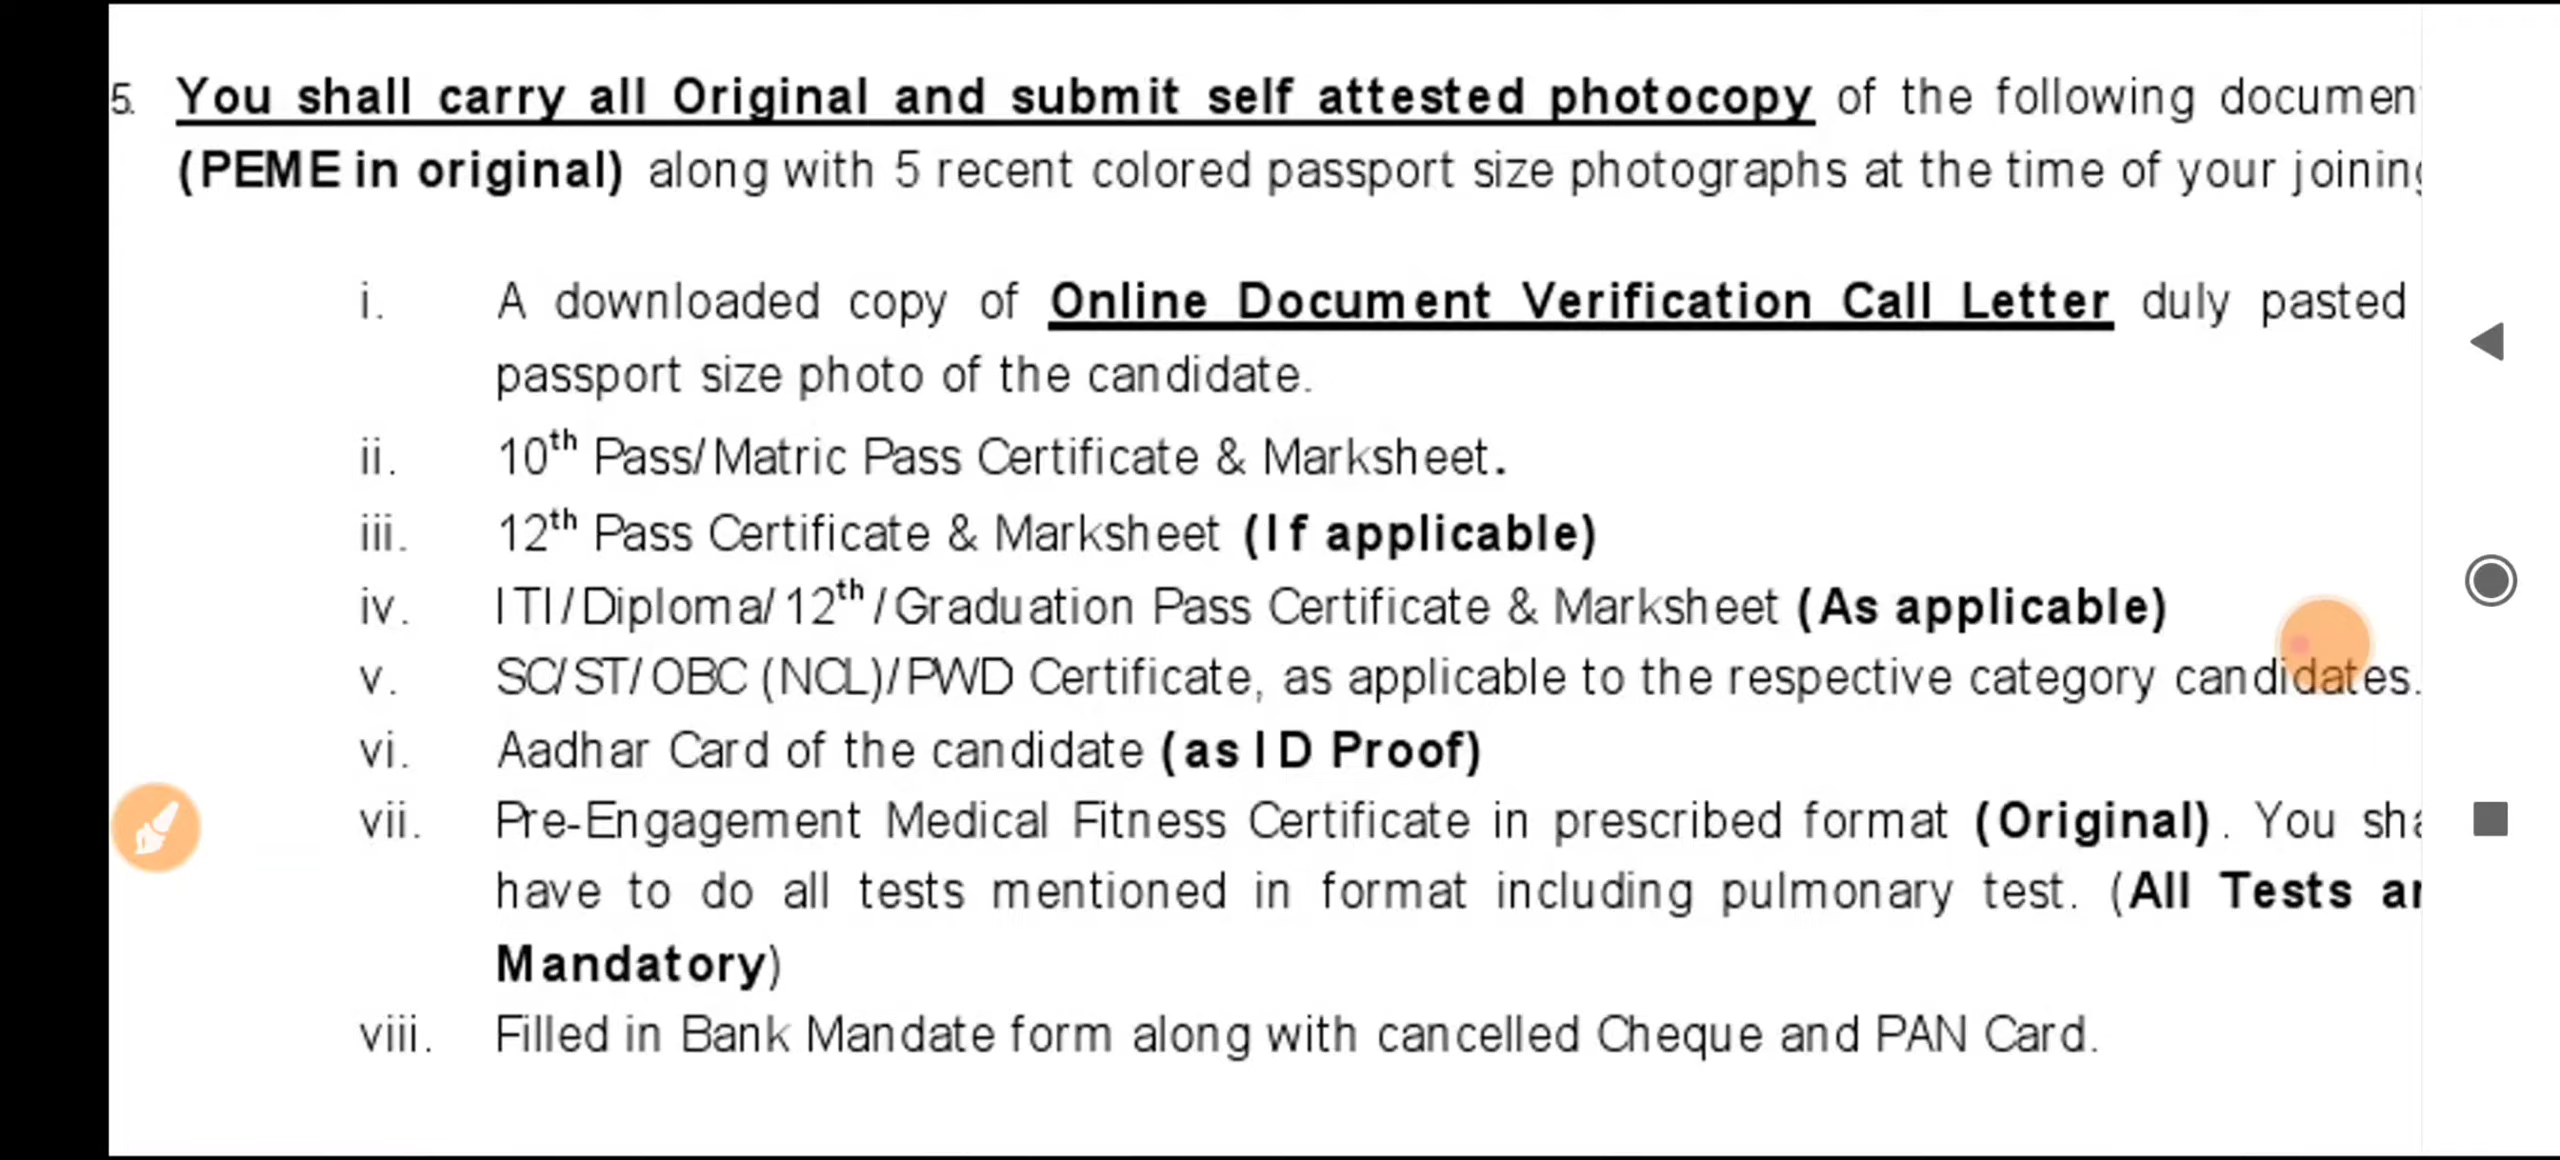 5. You shall carry all Original and submit self attested photocopy of the following documen
(PEME in original) along with 5 recent colored passport size photographs at the time of your joining
i. A downloaded copy of Online Document Verification Call Letter duly pasted
passport size photo of the candidate.
ii. 10th Pass/Matric Pass Certificate & Marksheet.
iii. 12th Pass Certificate & Marksheet (If applicable)
iv. ITI/Diploma/12th/Graduation Pass Certificate & Marksheet (As applicable)
v. SC/ST/OBC (NCL)/PWD Certificate, as applicable to the respective category candidates.
vi. Aadhar Card of the candidate (as ID Proof)
vii. Pre-Engagement Medical Fitness Certificate in prescribed format (Original). You sha
have to do all tests mentioned in format including pulmonary test. (All Tests ar
Mandatory)
viii. Filled in Bank Mandate form along with cancelled Cheque and PAN Card.